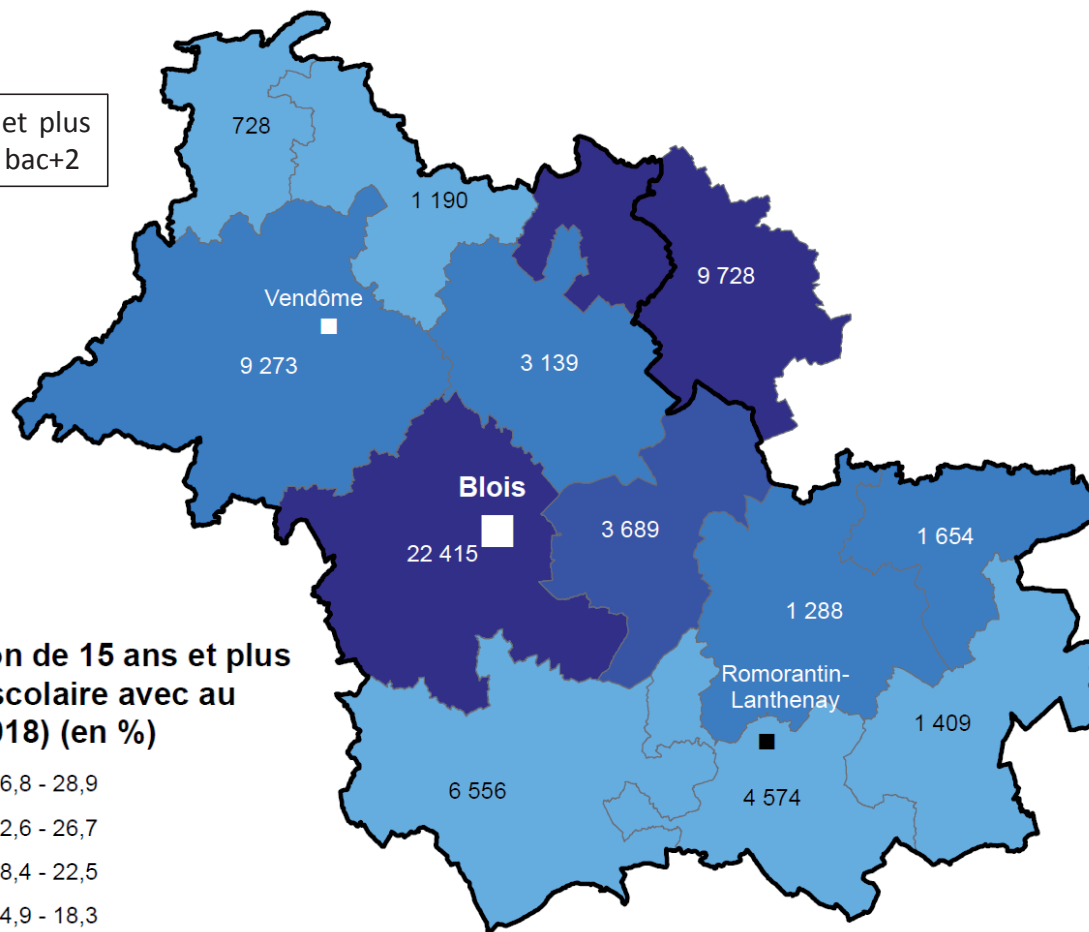 et plus
bac+2
728
1 190
9 728
Vendôme
9 273
3 139
Blois
22 415
3 689
1 654
1 288
Romorantin-
Lanthenay
1 409
6 556
4 574
on de 15 ans et plus
scolaire avec au
018) (en %)
6,8 - 28,9
2,6 - 26,7
8,4 - 22,5
4,9 - 18,3